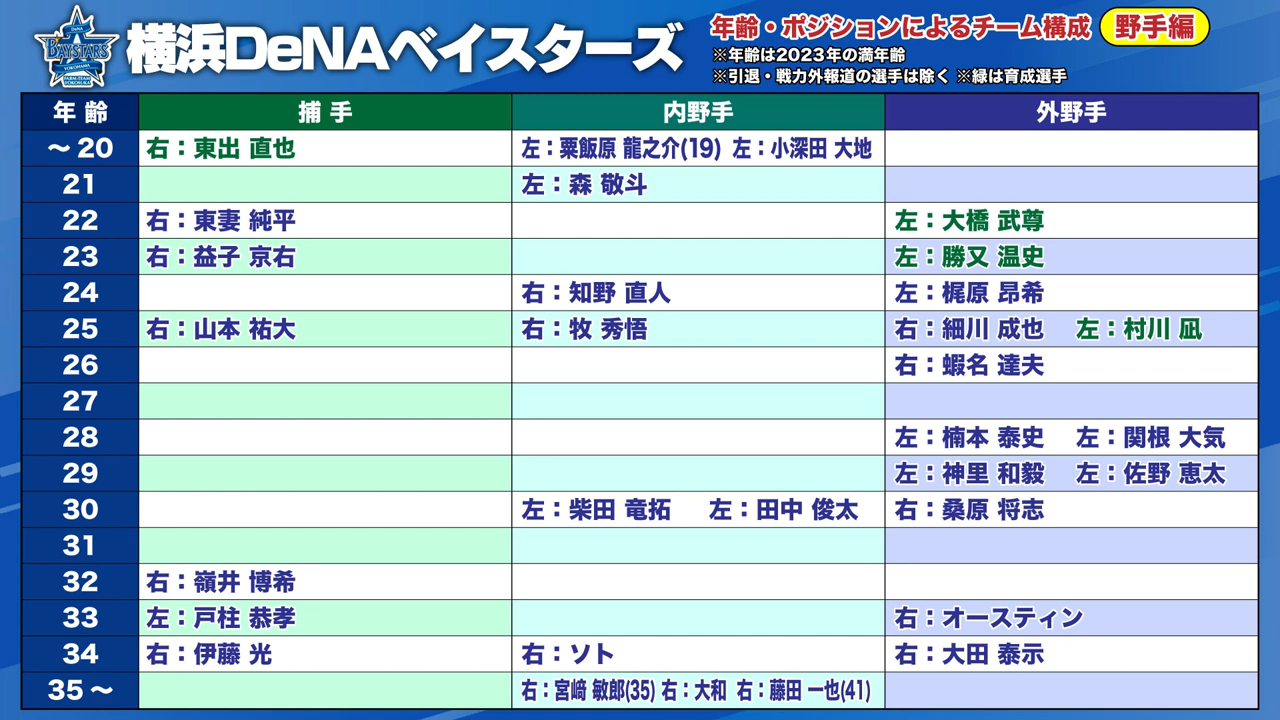 DeNA
BAYSTARS
YOKOHAMA
横浜DeNAベイスターズ
年齢・ポジションによるチーム構成 野手編
※年齢は2023年の満年齢
※引退・戦力外報道の選手は除く ※緑は育成選手
年齢 捕手 内野手 外野手
～20 右：東出 直也 左：粟飯原 龍之介(19) 左：小深田 大地
21 左：森 敬斗
22 右：東妻 純平 左：大橋 武尊
23 右：益子 京右 左：勝又 温史
24 右：知野 直人 左：梶原 昂希
25 右：山本 祐大 右：牧 秀悟 右：細川 成也 左：村川 凪
26 右：蝦名 達夫
27
28 左：楠本 泰史 左：関根 大気
29 左：神里 和毅 左：佐野 恵太
30 左：柴田 竜拓 左：田中 俊太 右：桑原 将志
31
32 右：嶺井 博希
33 左：戸柱 恭孝 右：オースティン
34 右：伊藤 光 右：ソト 右：大田 泰示
35～ 右：宮﨑 敏郎(35) 右：大和 右：藤田 一也(41)